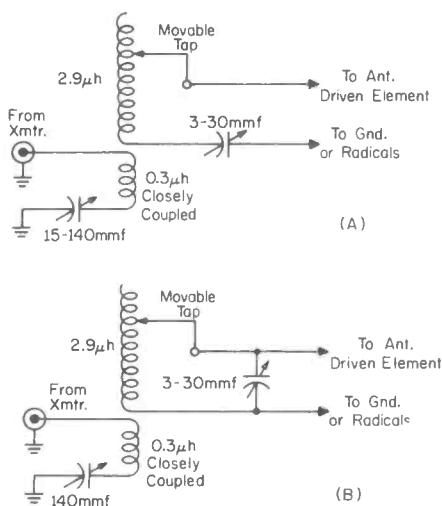 Movable
Tap
2.9μh
To Ant.
Driven Element
From
Xmtr.
3-30mmf
To Gnd.
or Radicals
0.3μh
Closely
Coupled
15-140mmf
(A)
Movable
Tap
2.9μh
To Ant.
Driven Element
3-30mmf
From
Xmtr.
To Gnd.
or Radicals
0.3μh
Closely
Coupled
140mmf
(B)